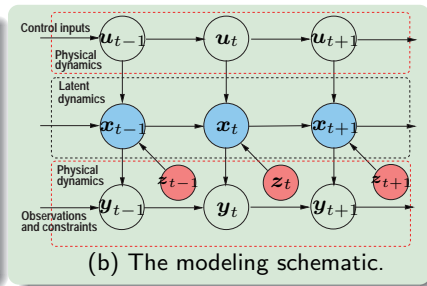 Control inputs
u_{t-1} u_t u_{t+1}
Physical
dynamics
Latent
dynamics
x_{t-1} x_t x_{t+1}
Physical
dynamics
z_{t-1} z_t z_{t+1}
y_{t-1} y_t y_{t+1}
Observations
and constraints
(b) The modeling schematic.